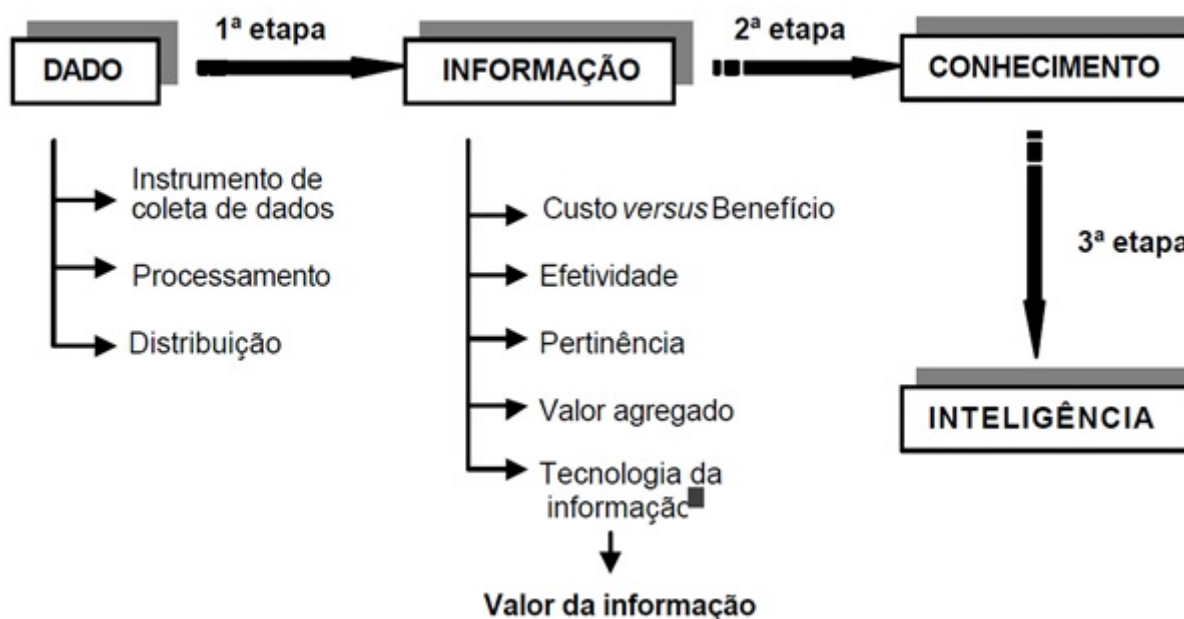 1ª etapa
2ª etapa
DADO
INFORMAÇÃO
CONHECIMENTO
Instrumento de
coleta de dados
Processamento
Distribuição
Custo versus Benefício
Efetividade
Pertinência
Valor agregado
Tecnologia da
informação
Valor da informação
3ª etapa
INTELIGÊNCIA